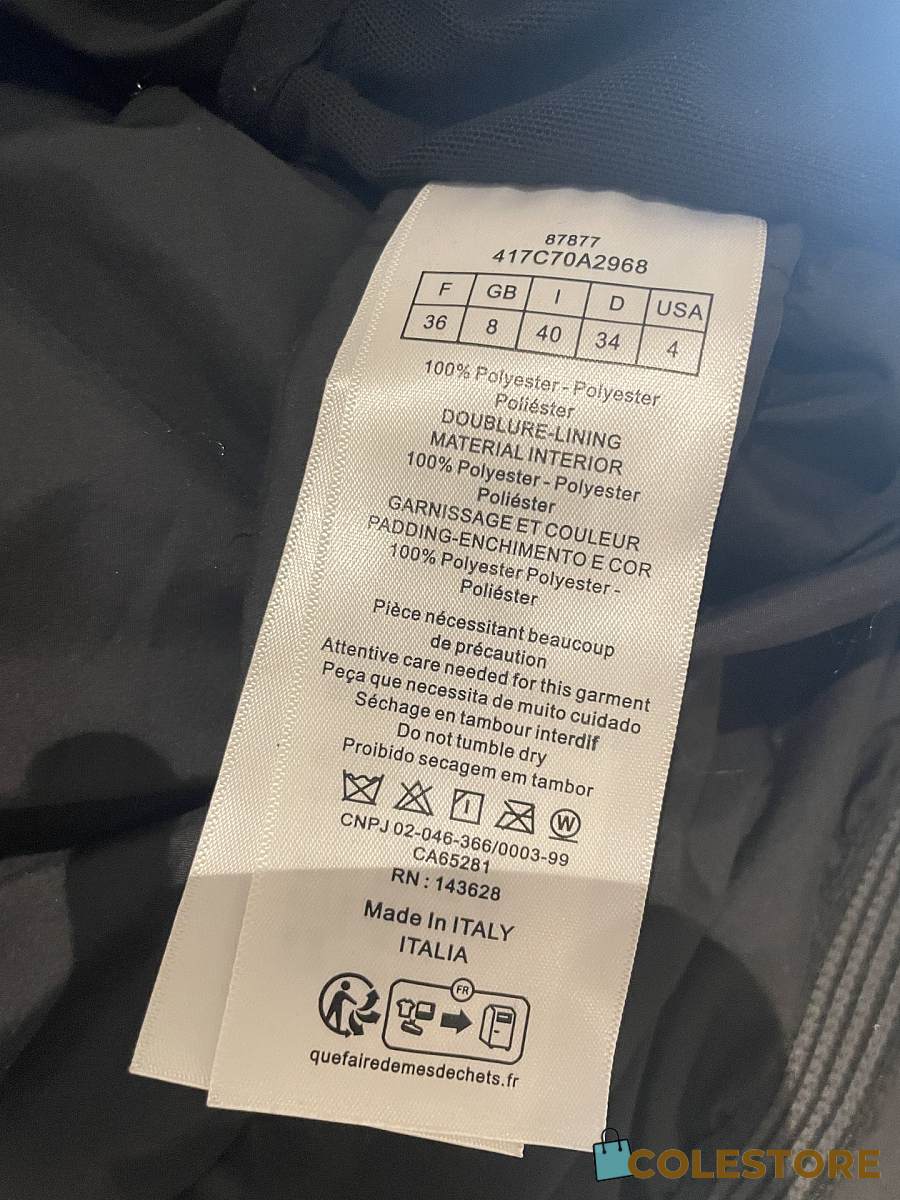 87877
417C70A2968
F GB I D USA
36 8 40 34 4
100% Polyester - Polyester
Poliéster
DOUBLURE-LINING
MATERIAL INTERIOR
100% Polyester - Polyester
Poliéster
GARNISSAGE ET COULEUR
PADDING-ENCHIMENTO E COR
100% Polyester Polyester -
Poliéster
Pièce nécessitant beaucoup
de précaution
Attentive care needed for this garment
Peça que necessita de muito cuidado
Séchage en tambour interdif
Do not tumble dry
Proibido secagem em tambor
W
CNPJ 02-046-366/0003-99
CA65281
RN : 143628
Made In ITALY
ITALIA
FR
quefairedemesdechets.fr
COLESTORE